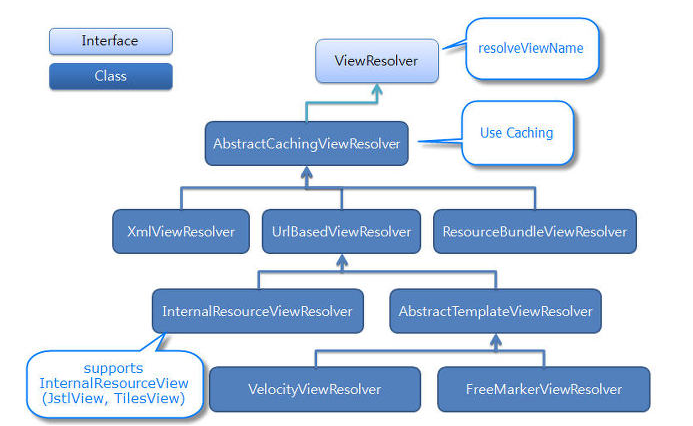 Interface
Class
ViewResolver
resolveViewName
AbstractCachingViewResolver
Use Caching
XmlViewResolver
UrlBasedViewResolver
ResourceBundleViewResolver
InternalResourceViewResolver
AbstractTemplateViewResolver
supports
InternalResourceView
(JstlView, TilesView)
VelocityViewResolver
FreeMarkerViewResolver